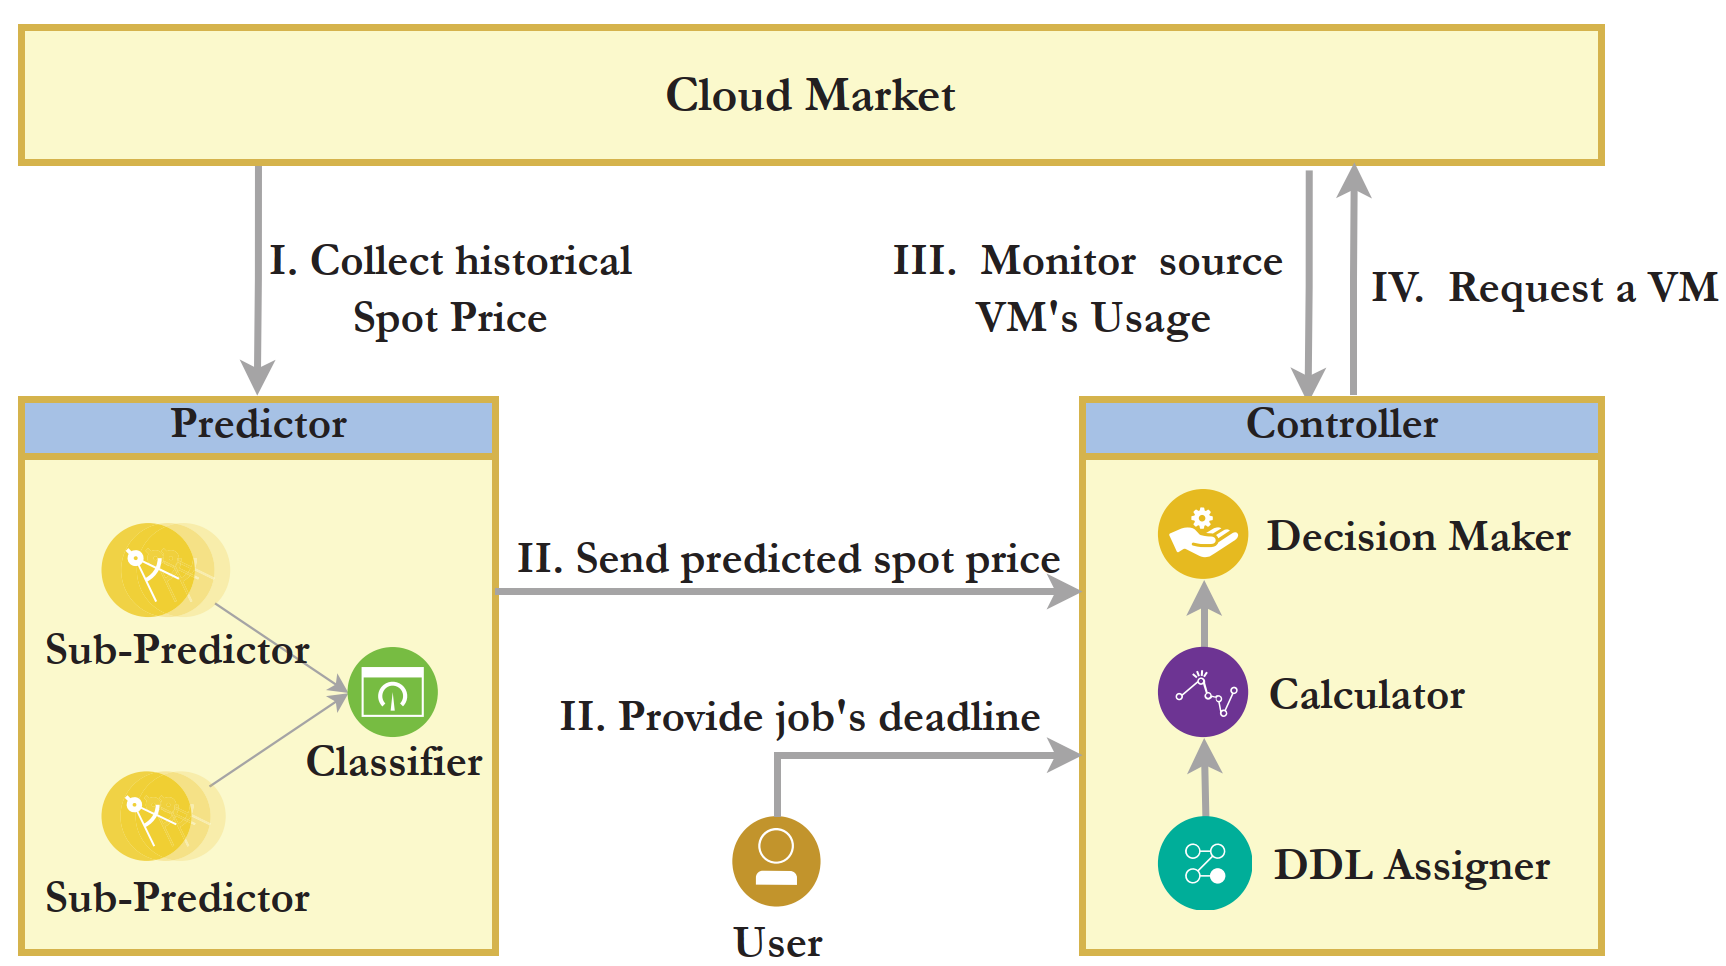 Cloud Market
I. Collect historical
Spot Price
III. Monitor source
VM's Usage
IV. Request a VM
Predictor
Controller
Sub-Predictor
Classifier
Sub-Predictor
II. Send predicted spot price
II. Provide job's deadline
User
Decision Maker
Calculator
DDL Assigner